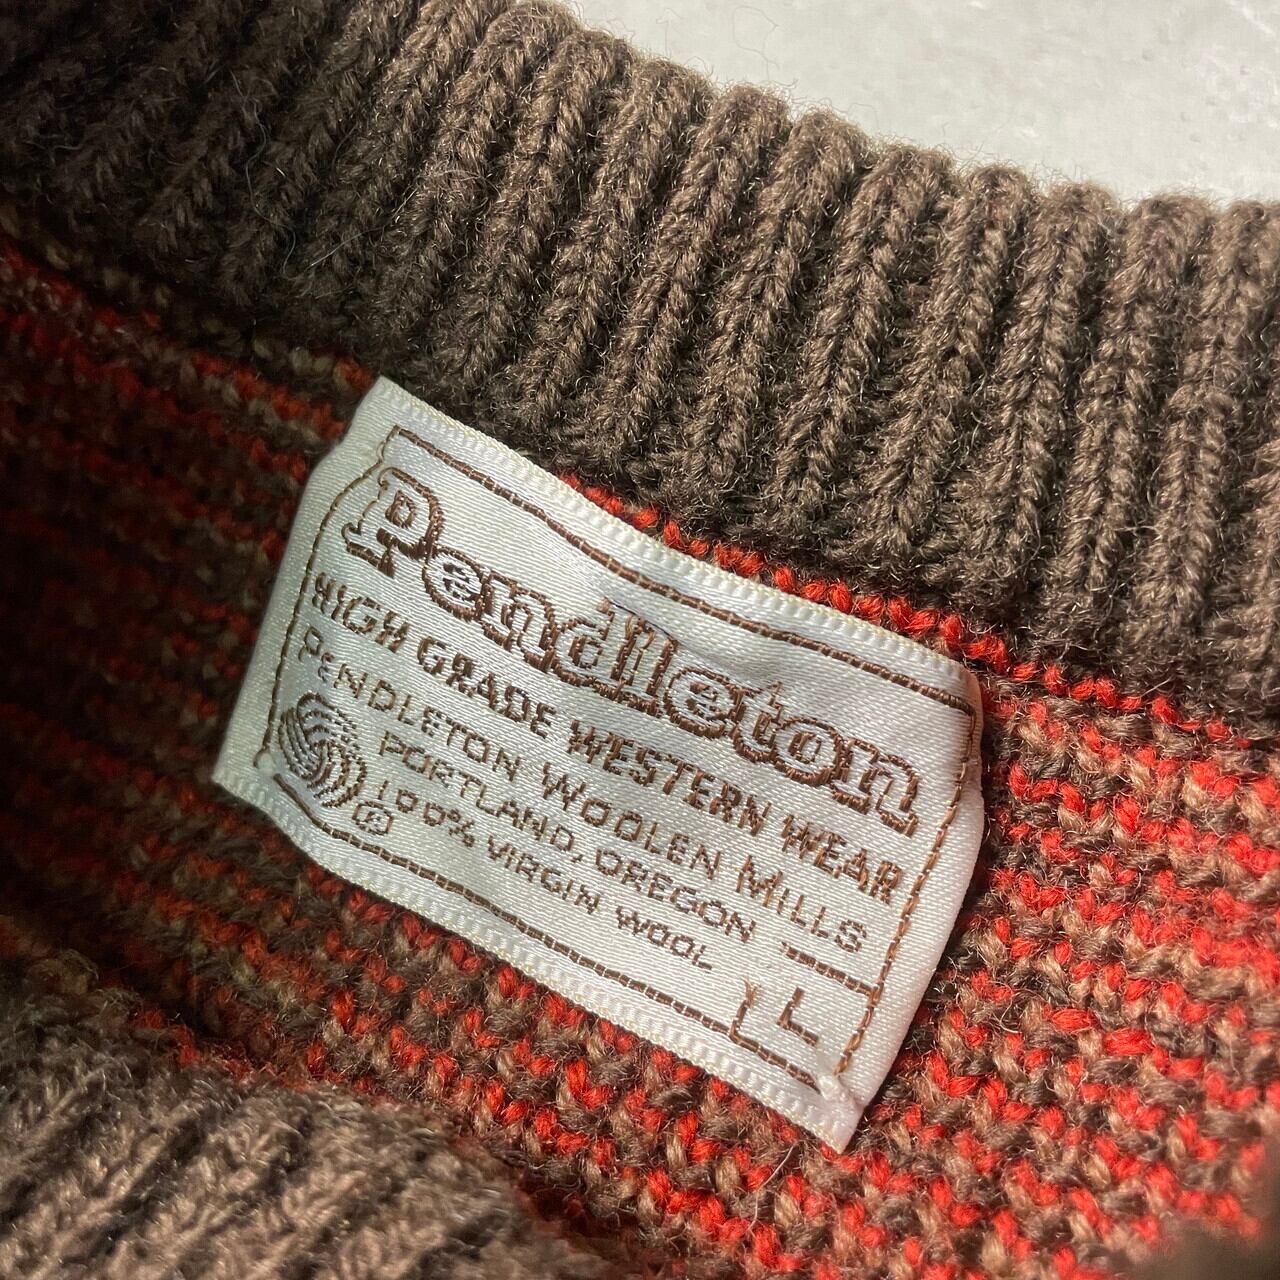 Pendleton
HIGH GRADE WESTERN WEAR
PENDLETON WOOLEN MILLS
PORTLAND, OREGON
100% VIRGIN WOOL
®
L